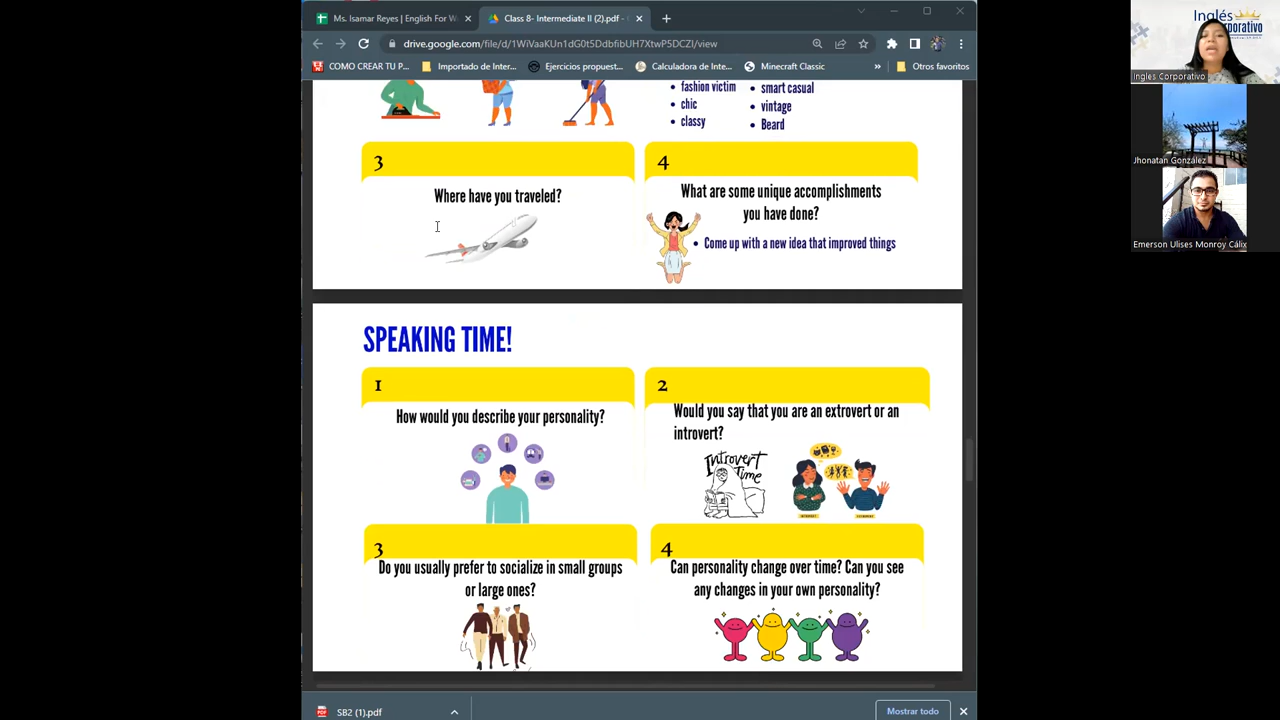 Ms. Isamar Reyes | English For W
Class 8- Intermediate II (2).pdf -
drive.google.com/file/d/1WiVaaKUn1dG0t5DdbfibUH7XtwP5DCZI/view
COMO CREAR TU P...
Importado de Inter...
Ejercicios propuest...
Calculadora de Inte...
Minecraft Classic
»
Otros favoritos
• fashion victim
• chic
• classy
• smart casual
• vintage
• Beard
3
Where have you traveled?
4
What are some unique accomplishments
you have done?
• Come up with a new idea that improved things
SPEAKING TIME!
1
How would you describe your personality?
2
Would you say that you are an extrovert or an
introvert?
Introvert
Time
3
Do you usually prefer to socialize in small groups
or large ones?
4
Can personality change over time? Can you see
any changes in your own personality?
SB2 (1).pdf
Mostrar todo
Inglés
Ingles Corporativo
Jhonatan González
Emerson Ulises Monroy Cálix